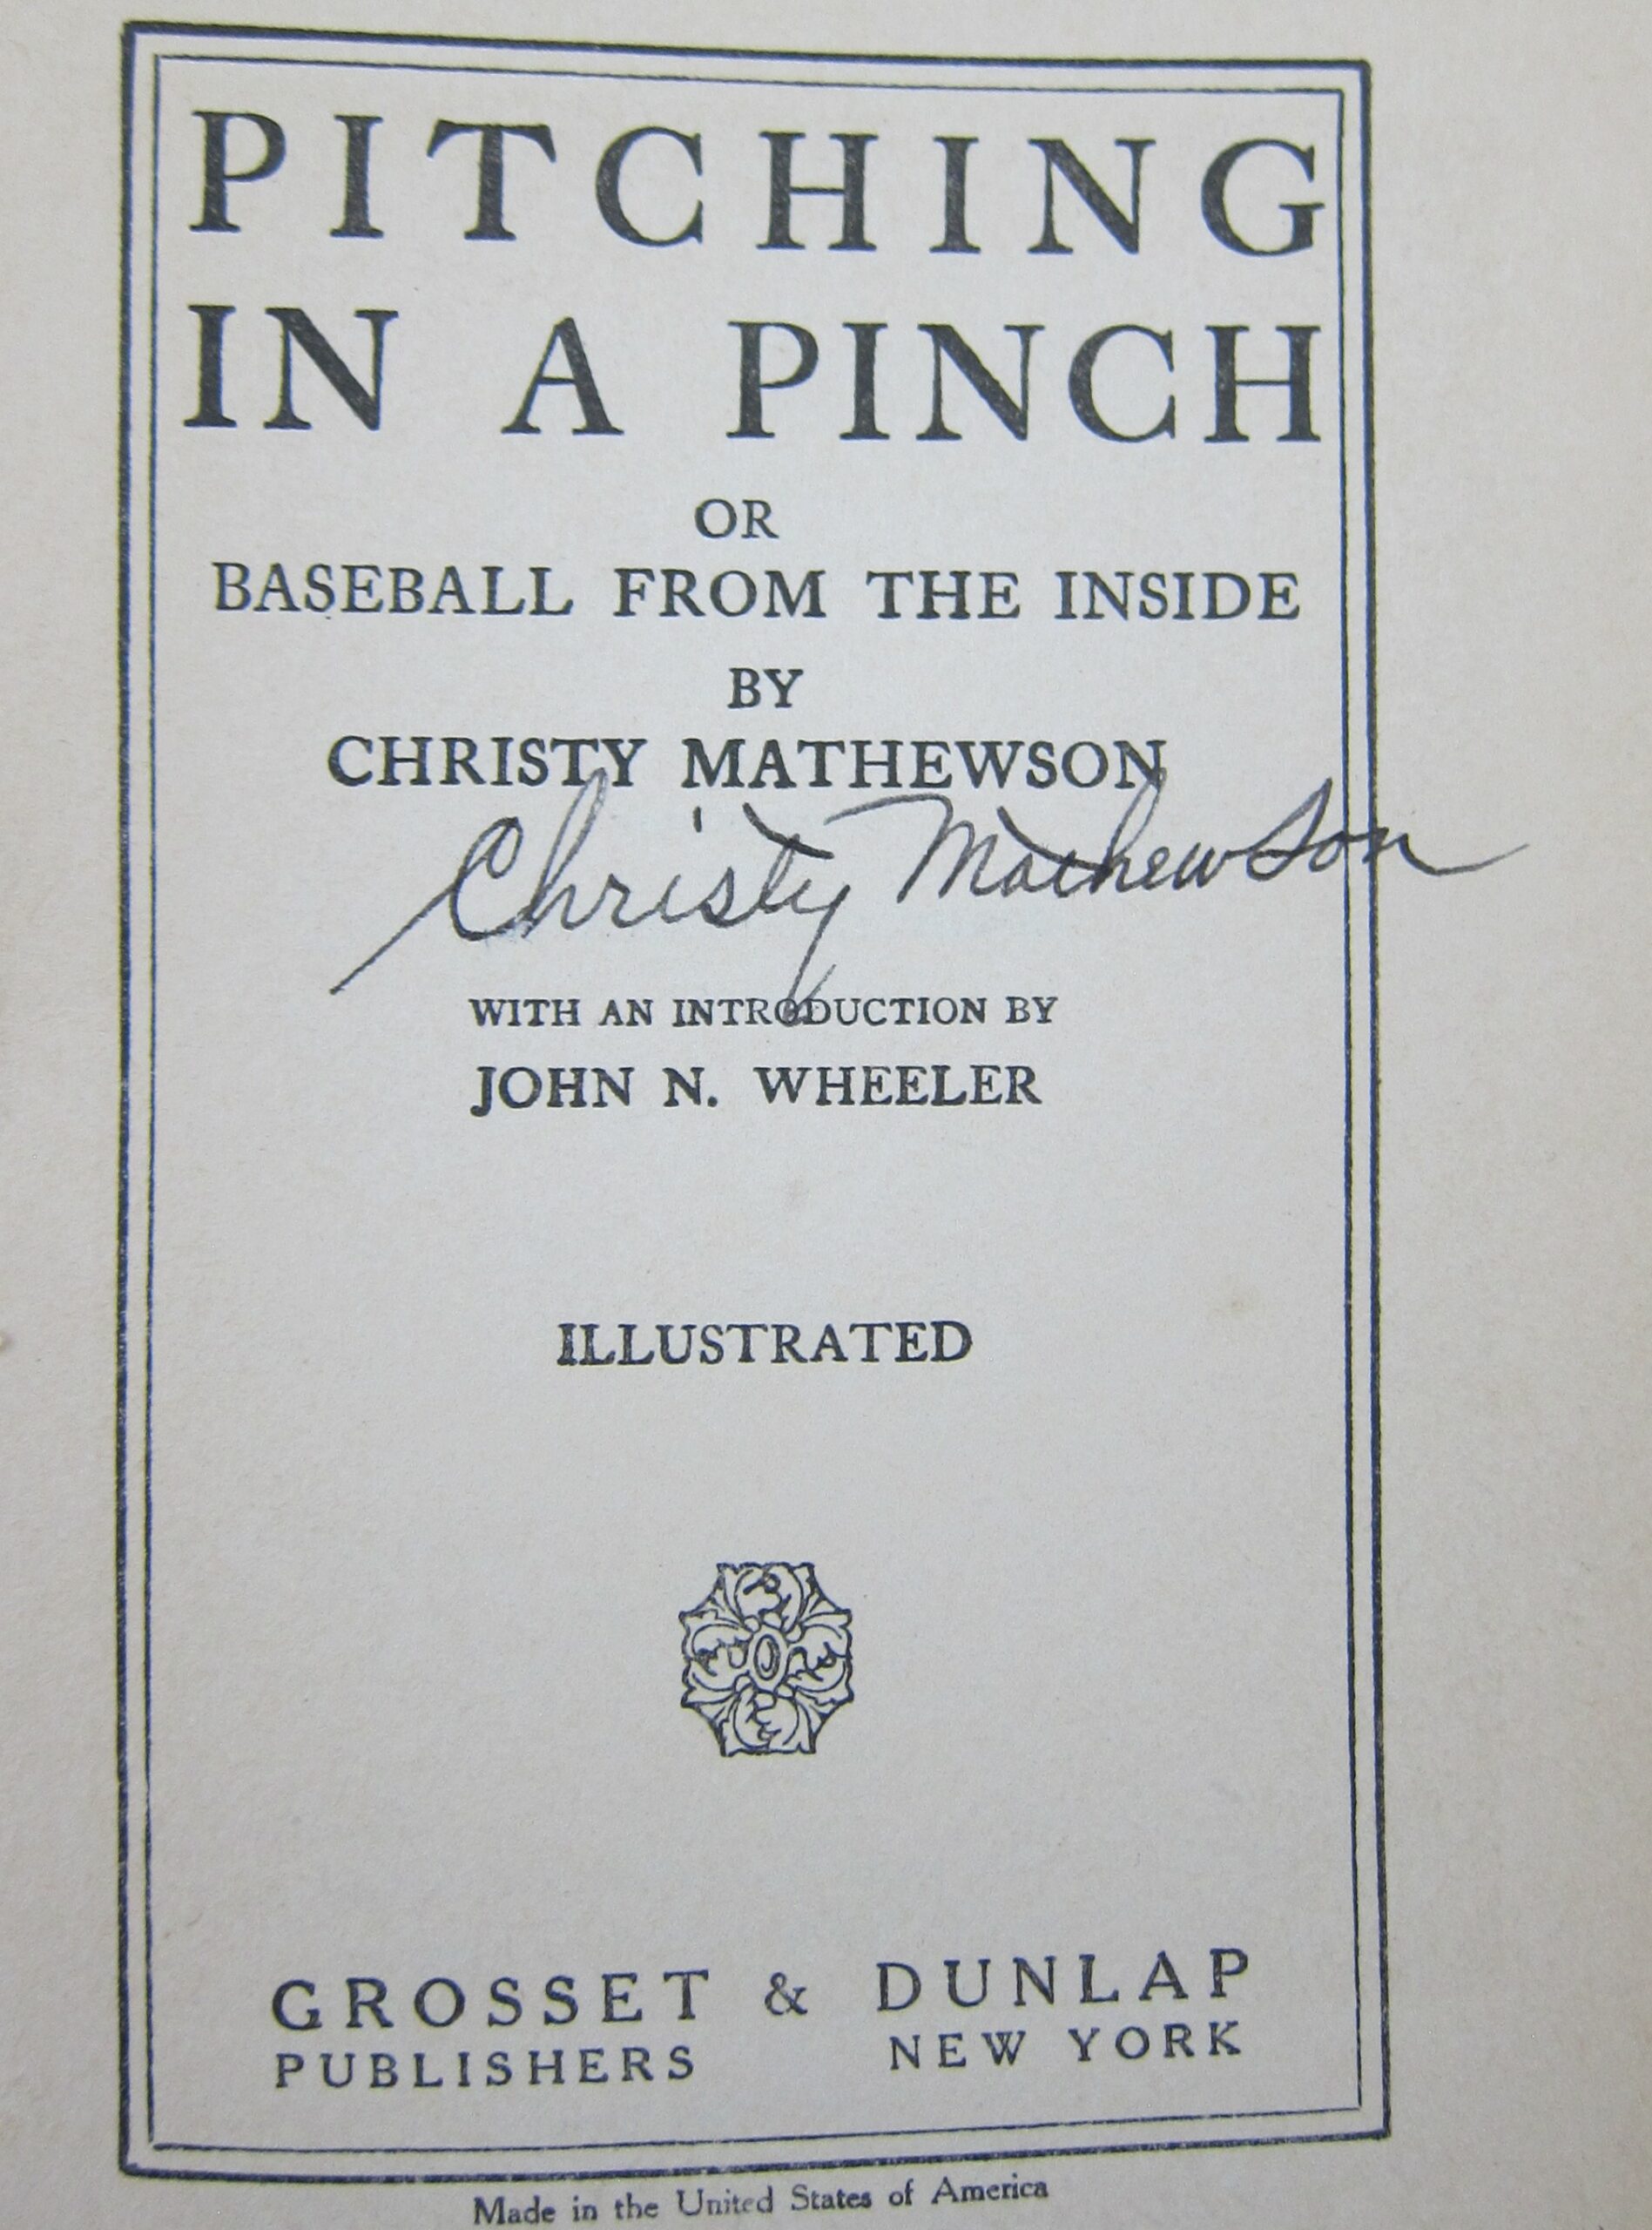 PITCHING
IN A PINCH
OR
BASEBALL FROM THE INSIDE
BY
CHRISTY MATHEWSON
Christy Mathewson
WITH AN INTRODUCTION BY
JOHN N. WHEELER
ILLUSTRATED
GROSSET & DUNLAP
PUBLISHERS NEW YORK
Made in the United States of America